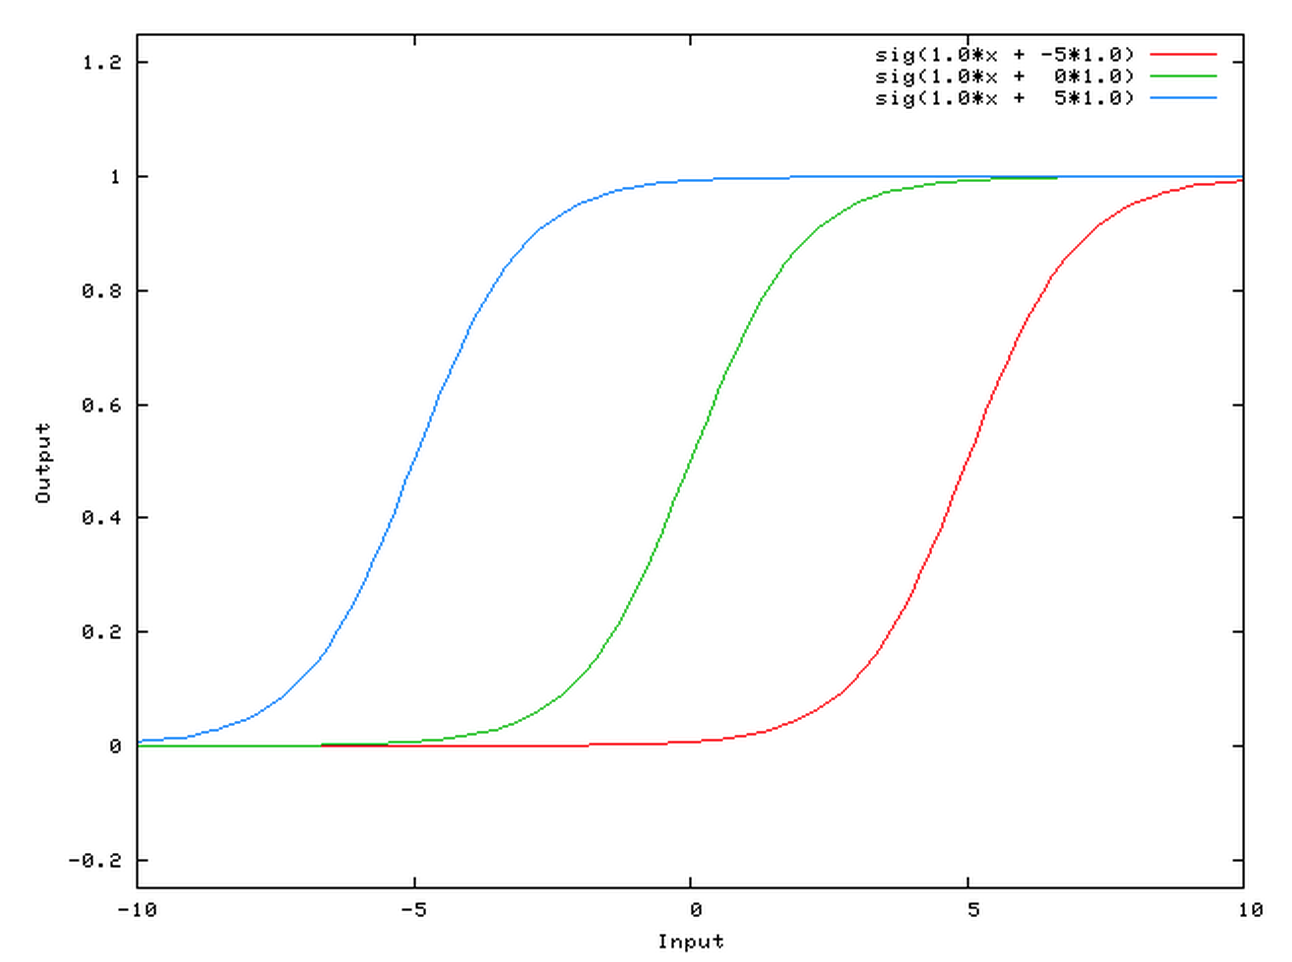 sig(1.0*x + -5*1.0)
sig(1.0*x +  0*1.0)
sig(1.0*x +  5*1.0)
1.2
1
0.8
0.6
0.4
0.2
0
-0.2
Output
-10
-5
0
5
10
Input